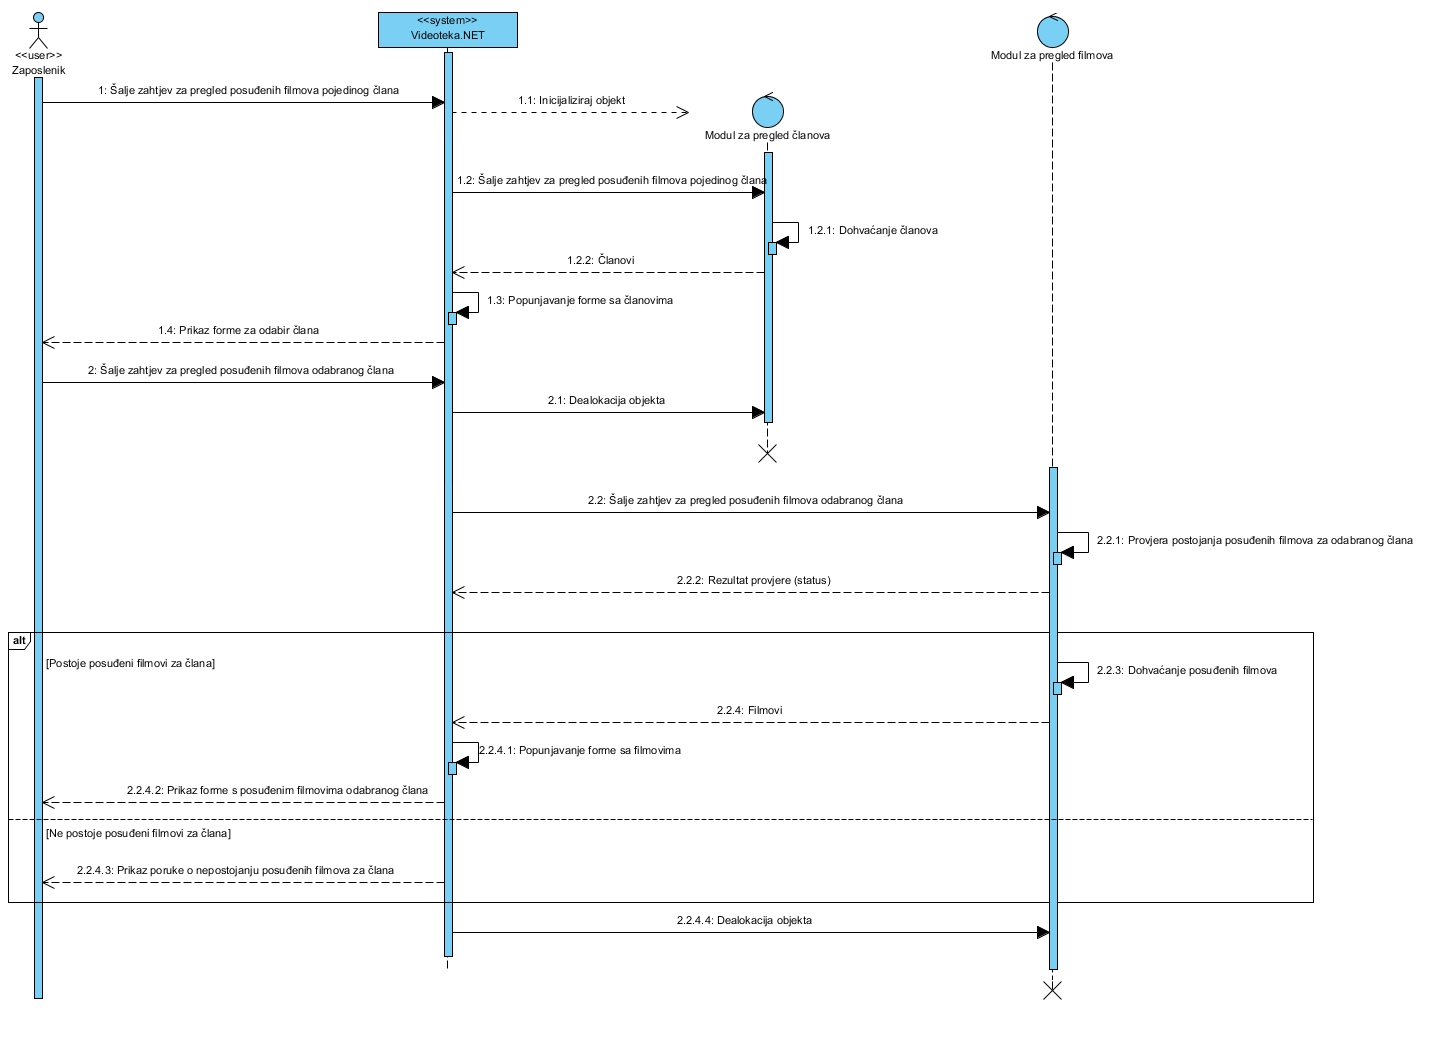 <<system>>
Videoteka.NET
<<user>>
Zaposlenik
Modul za pregled filmova
1: Šalje zahtjev za pregled posuđenih filmova pojedinog člana
1.1: Inicijaliziraj objekt
Modul za pregled članova
1.2: Šalje zahtjev za pregled posuđenih filmova pojedinog člana
1.2.1: Dohvaćanje članova
1.2.2: Članovi
1.3: Popunjavanje forme sa članovima
1.4: Prikaz forme za odabir člana
2: Šalje zahtjev za pregled posuđenih filmova odabranog člana
2.1: Dealokacija objekta
2.2: Šalje zahtjev za pregled posuđenih filmova odabranog člana
2.2.1: Provjera postojanja posuđenih filmova za odabranog člana
2.2.2: Rezultat provjere (status)
alt
[Postoje posuđeni filmovi za člana]
2.2.3: Dohvaćanje posuđenih filmova
2.2.4: Filmovi
2.2.4.1: Popunjavanje forme sa filmovima
2.2.4.2: Prikaz forme s posuđenim filmovima odabranog člana
[Ne postoje posuđeni filmovi za člana]
2.2.4.3: Prikaz poruke o nepostojanju posuđenih filmova za člana
2.2.4.4: Dealokacija objekta